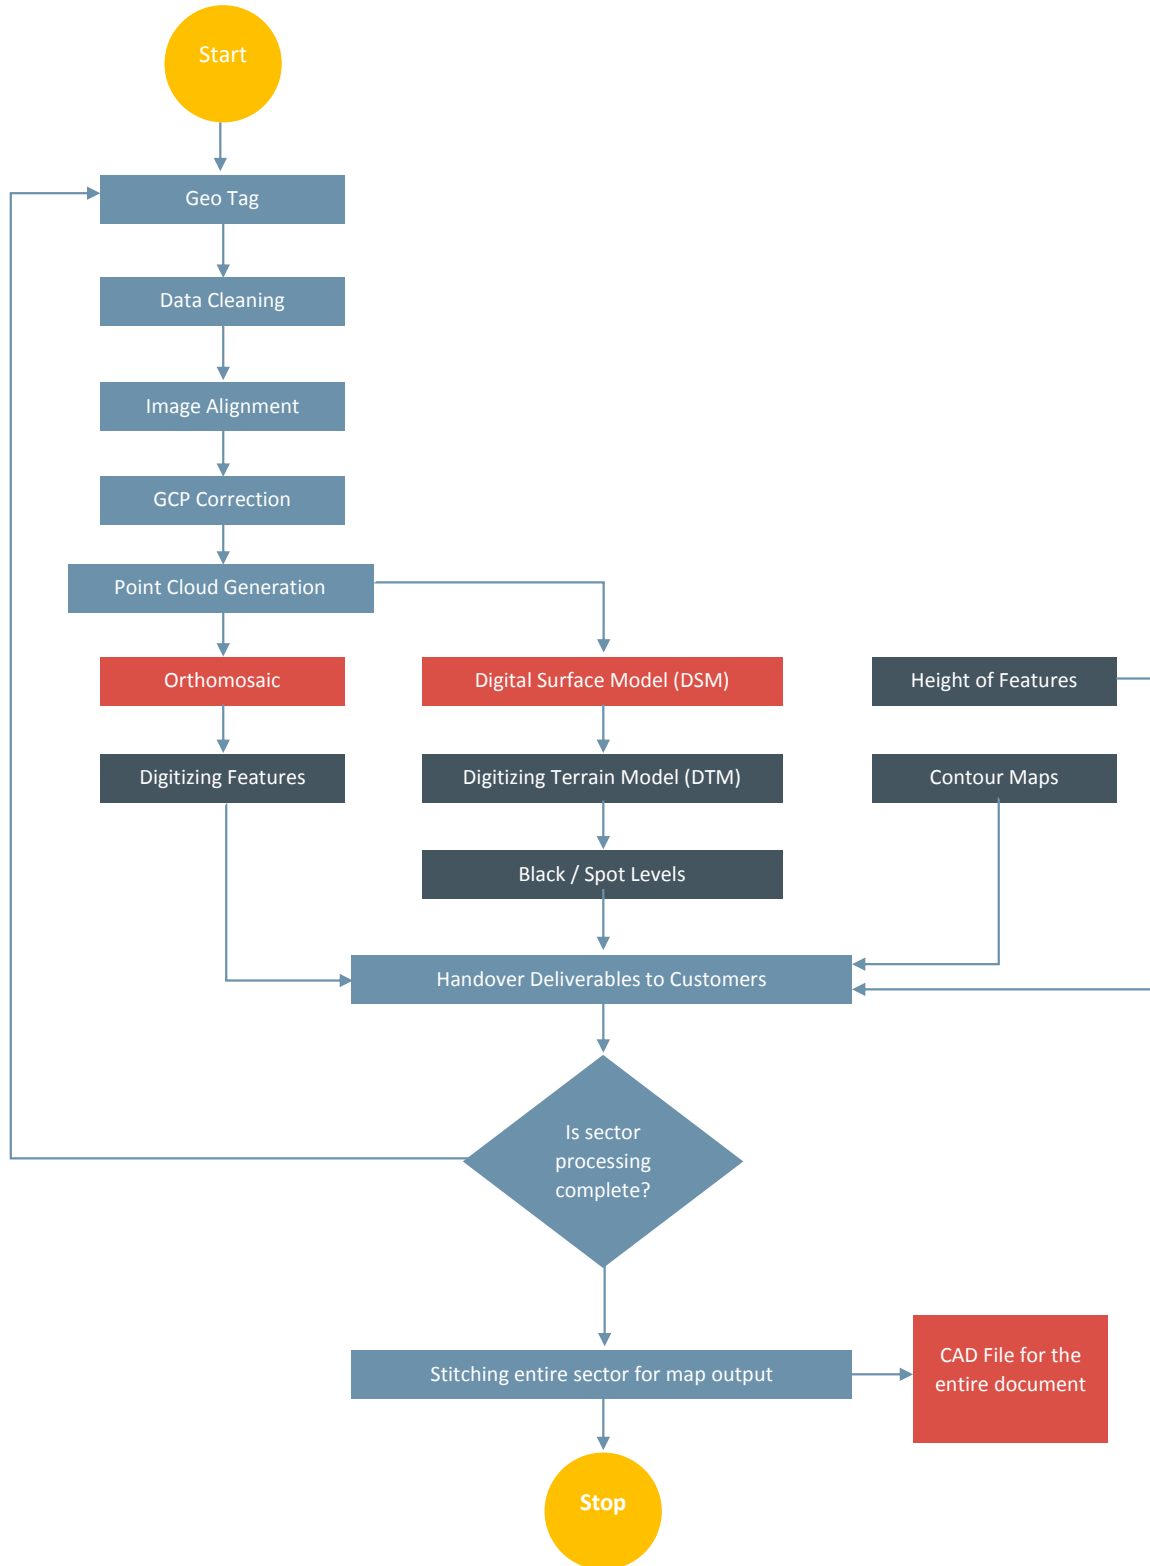 Start
Geo Tag
Data Cleaning
Image Alignment
GCP Correction
Point Cloud Generation
Orthomosaic
Digital Surface Model (DSM)
Height of Features
Digitizing Features
Digitizing Terrain Model (DTM)
Contour Maps
Black / Spot Levels
Handover Deliverables to Customers
Is sector
processing
complete?
Stitching entire sector for map output
CAD File for the
entire document
Stop